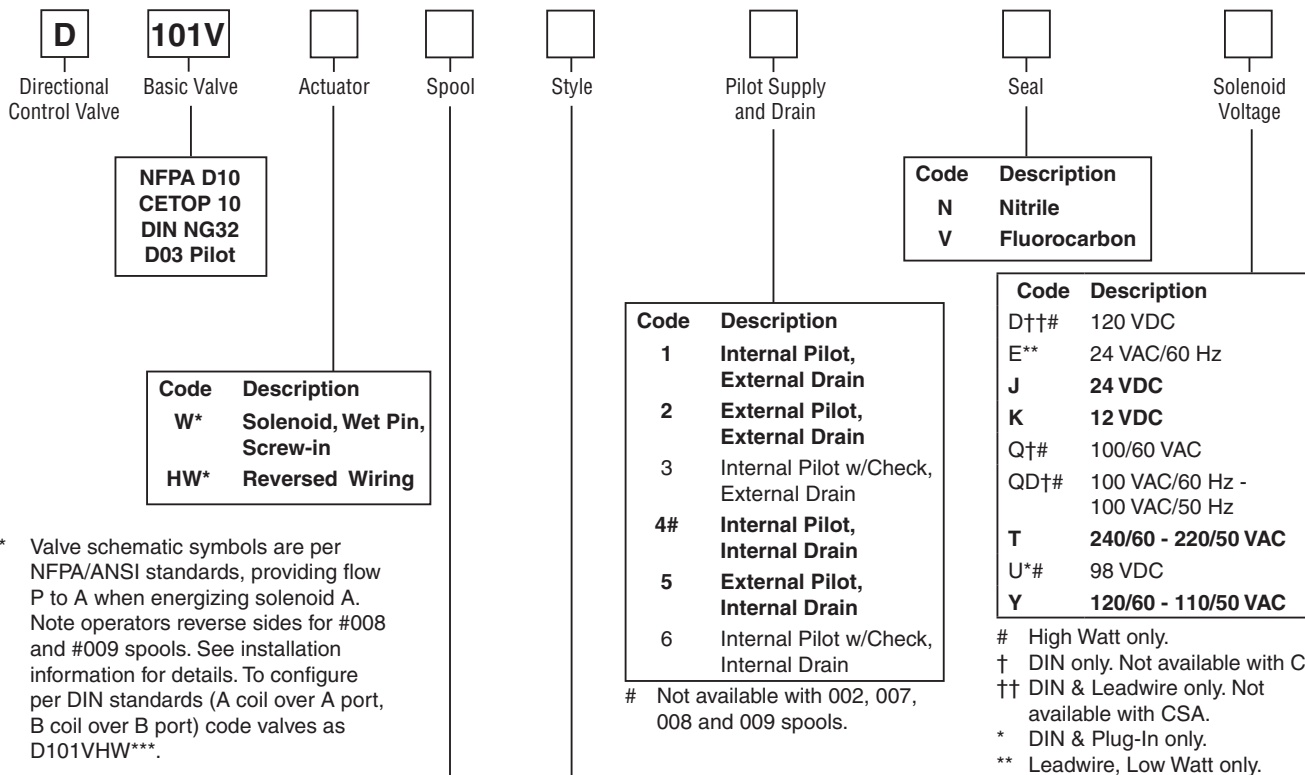 D 101V
Directional Control Valve
Basic Valve
Actuator
Spool
Style
Pilot Supply and Drain
Seal
Solenoid Voltage
NFPA D10
CETOP 10
DIN NG32
D03 Pilot
Code Description
W* Solenoid, Wet Pin,
Screw-in
HW* Reversed Wiring
* Valve schematic symbols are per
NFPA/ANSI standards, providing flow
P to A when energizing solenoid A.
Note operators reverse sides for #008
and #009 spools. See installation
information for details. To configure
per DIN standards (A coil over A port,
B coil over B port) code valves as
D101VHW***.
Code Description
1 Internal Pilot,
External Drain
2 External Pilot,
External Drain
3 Internal Pilot w/Check,
External Drain
4# Internal Pilot,
Internal Drain
5 External Pilot,
Internal Drain
6 Internal Pilot w/Check,
Internal Drain
# Not available with 002, 007,
008 and 009 spools.
Code Description
N Nitrile
V Fluorocarbon
Code Description
D††# 120 VDC
E** 24 VAC/60 Hz
J 24 VDC
K 12 VDC
Q†# 100/60 VAC
QD†# 100 VAC/60 Hz -
100 VAC/50 Hz
T 240/60 - 220/50 VAC
U*# 98 VDC
Y 120/60 - 110/50 VAC
# High Watt only.
† DIN only. Not available with
†† DIN & Leadwire only. Not
available with CSA.
* DIN & Plug-In only.
** Leadwire, Low Watt only.